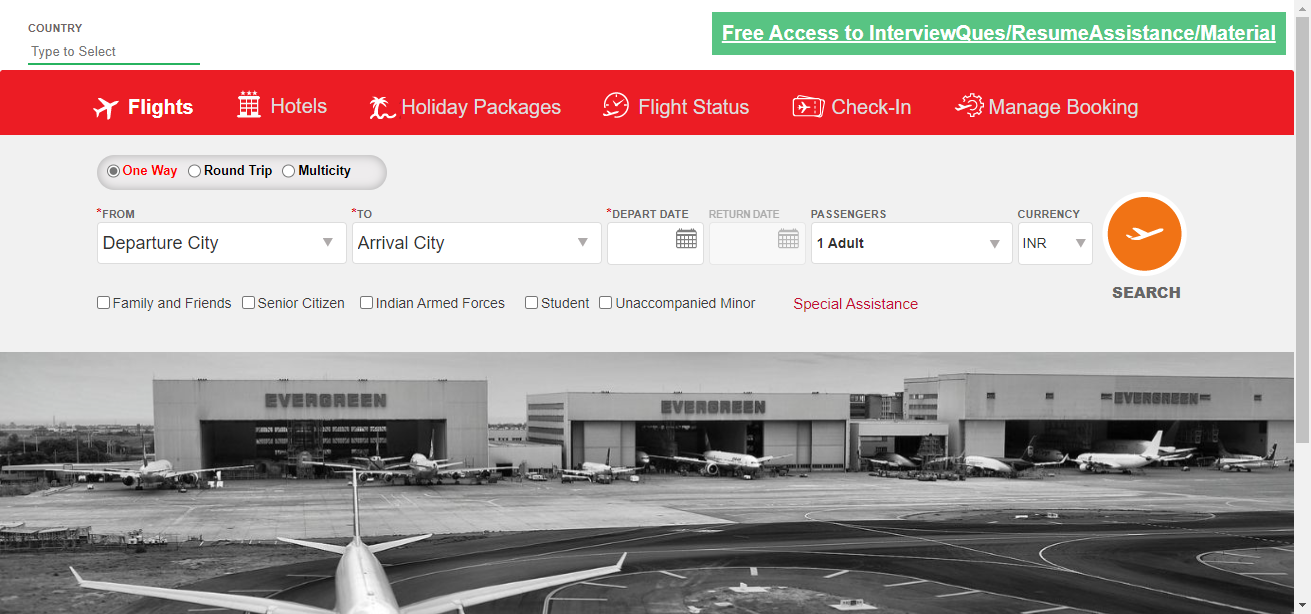 COUNTRY
Type to Select
Free Access to InterviewQues/ResumeAssistance/Material
Flights
Hotels
Holiday Packages
Flight Status
Check-In
Manage Booking
One Way
Round Trip
Multicity
*FROM
*TO
*DEPART DATE
RETURN DATE
PASSENGERS
CURRENCY
Departure City
Arrival City
1 Adult
INR
SEARCH
Family and Friends
Senior Citizen
Indian Armed Forces
Student
Unaccompanied Minor
Special Assistance
EVERGREEN
EVERGREEN
EVERGREEN